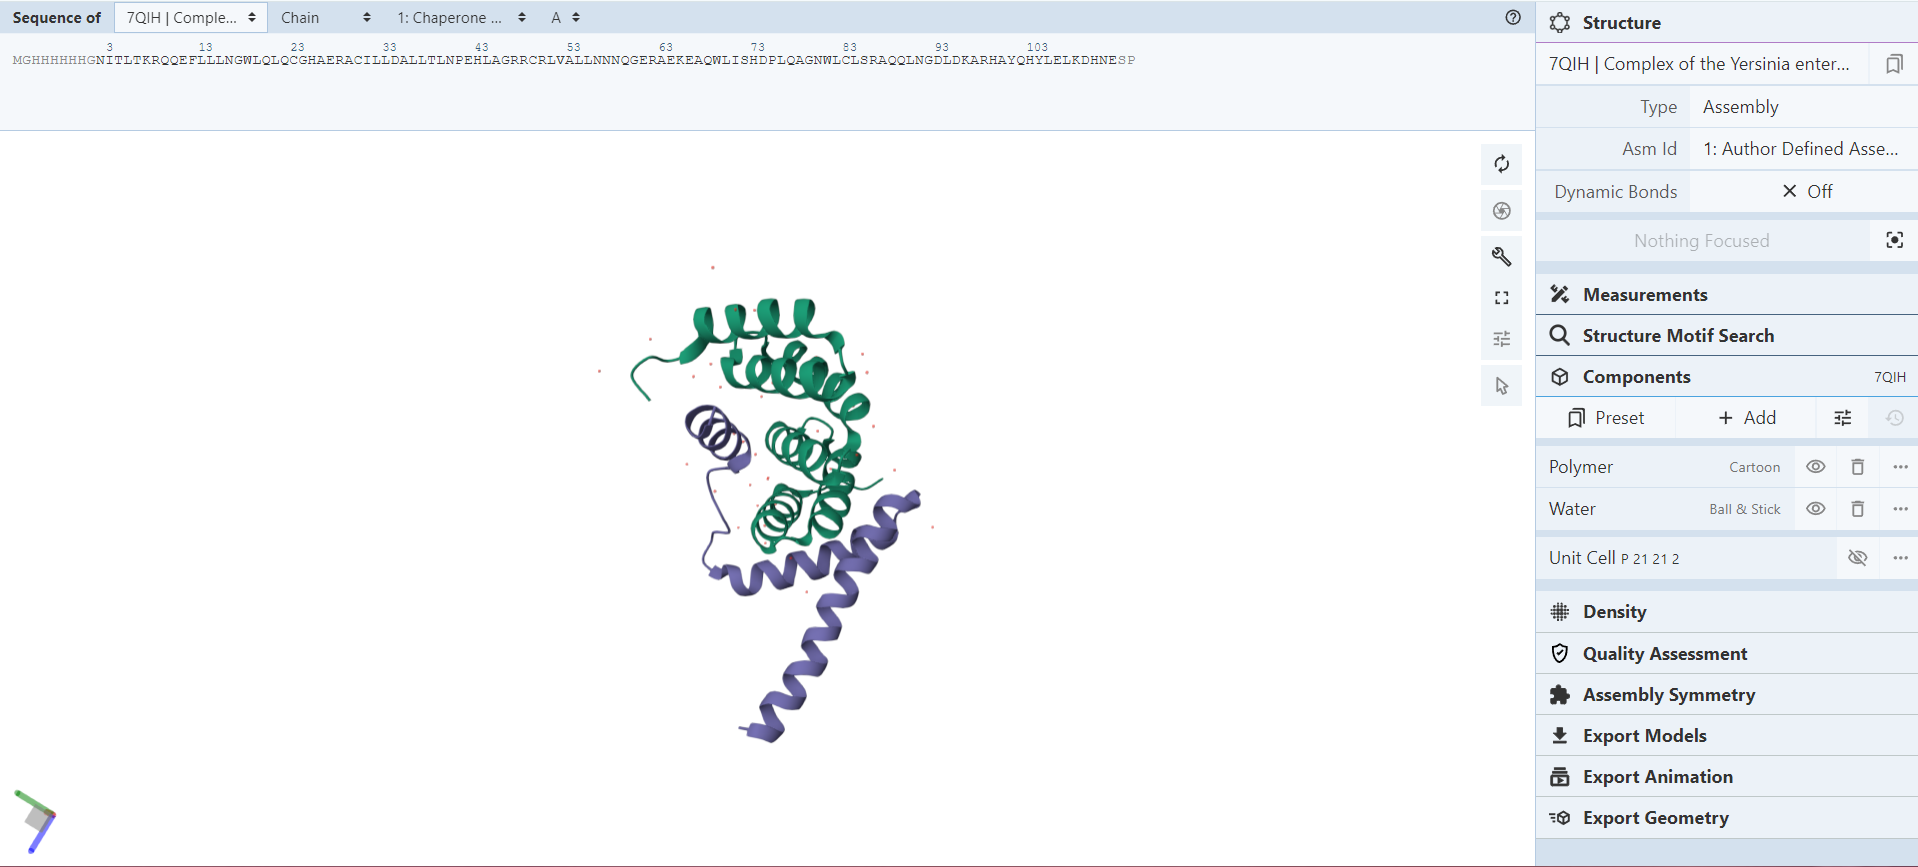 Sequence of 7QIH | Comple... Chain 1: Chaperone ... A
3 13 23 33 43 53 63 73 83 93 103
MGHHHHHHGNITLTKRQQEFLLLNGWLQLQCGHAERACILLDALLTLNPEHLAGRRCRLVALLNNNQGERAEKEAQWLISHDPLQAGNWLCLSRAQQLNGDLDKARHAYQHYLELKDHNESP
Structure
7QIH | Complex of the Yersinia enter...
Type Assembly
Asm Id 1: Author Defined Asse...
Dynamic Bonds Off
Nothing Focused
Measurements
Structure Motif Search
Components 7QIH
Preset + Add
Polymer Cartoon
Water Ball & Stick
Unit Cell P 21 21 2
Density
Quality Assessment
Assembly Symmetry
Export Models
Export Animation
Export Geometry